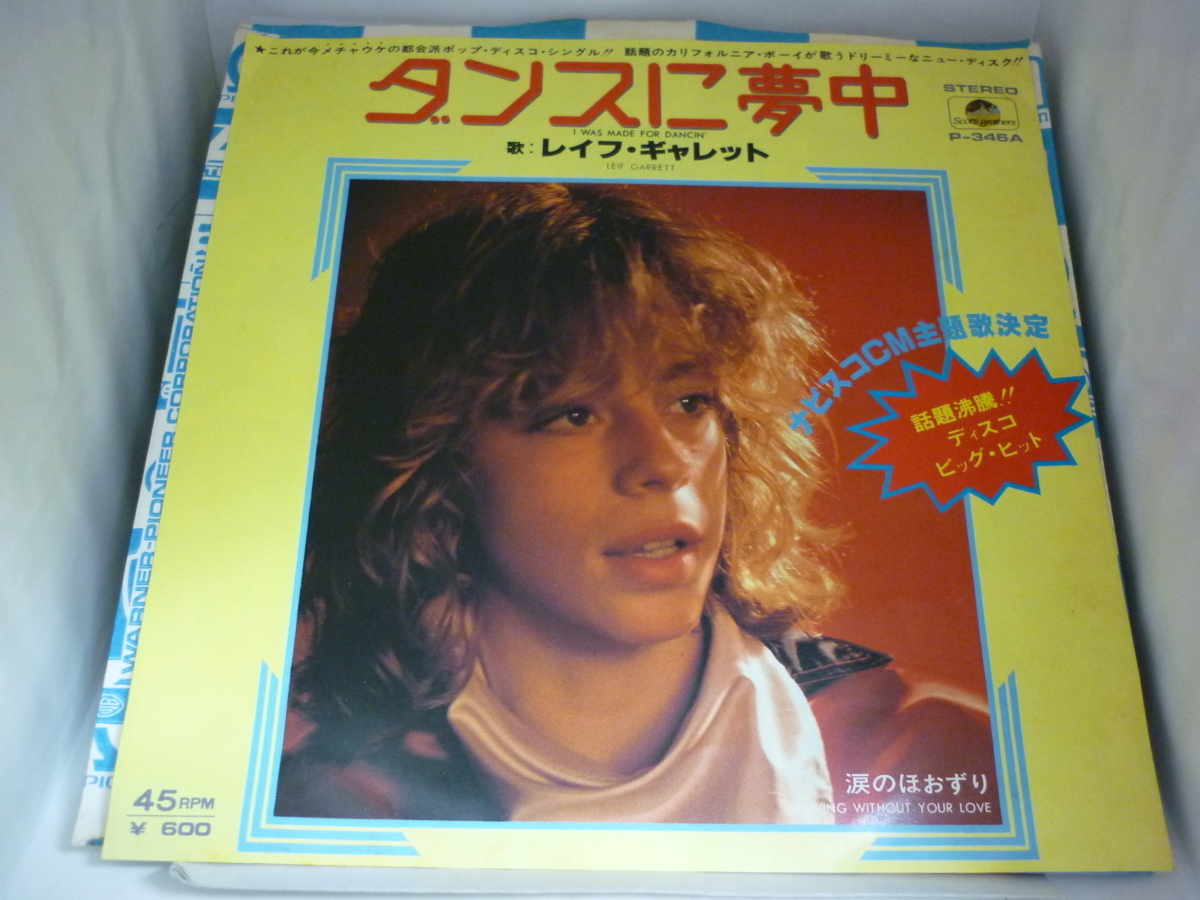 ★これが今メチャウケの都会派ポップ・ディスコ・シングル!! 話題のカリフォルニア・ボーイが歌うドリーミーなニュー・ディスク!!
ダンスに夢中
I WAS MADE FOR DANCIN'
歌:レイフ・ギャレット
LEIF GARRETT
STEREO
Scotti brothers
P-346A
ナビスコCM主題歌決定
話題沸騰!!
ディスコ
ビッグ・ヒット
涙のほおずり
LIVING WITHOUT YOUR LOVE
45RPM
¥ 600
WARNER-PIONEER CORPORATION